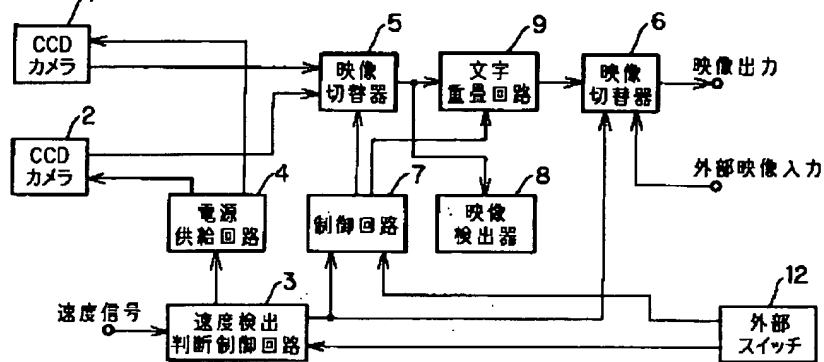 CCD
カメラ
5
映像
切替器
9
文字
重畳回路
6
映像
切替器
映像出力
2
CCD
カメラ
4
電源
供給回路
7
制御回路
8
映像
検出器
外部映像入力
速度信号
3
速度検出
判断制御回路
12
外部
スイッチ